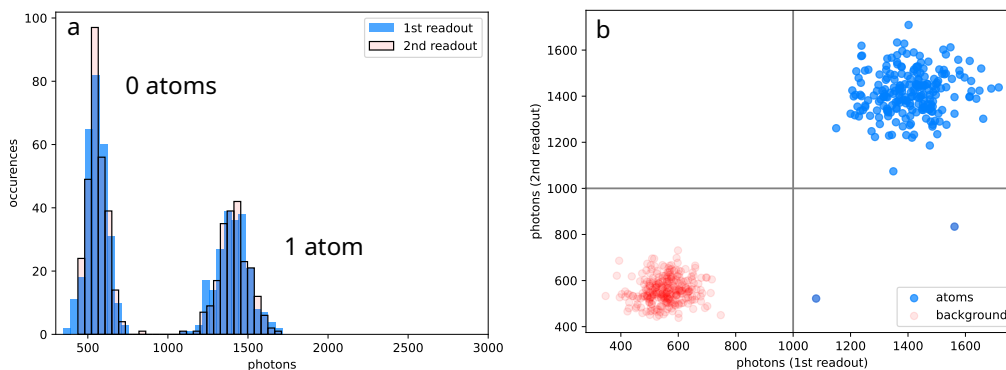 a
1st readout
2nd readout
0 atoms
1 atom
occurences
100
80
60
40
20
0
500
1000
1500
2000
2500
3000
photons
b
photons (2nd readout)
1600
1400
1200
1000
800
600
400
atoms
background
400
600
800
1000
1200
1400
1600
photons (1st readout)